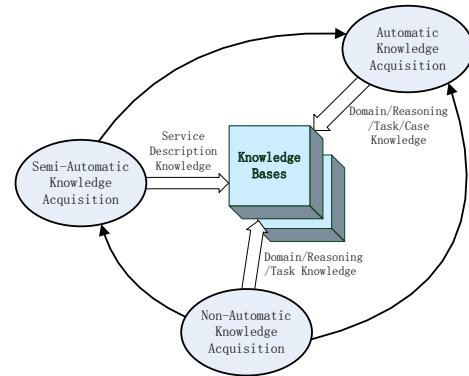 Automatic
Knowledge
Acquisition
Domain/Reasoning
/Task/Case
Knowledge
Service
Description
Knowledge
Knowledge
Bases
Semi-Automatic
Knowledge
Acquisition
Domain/Reasoning
/Task Knowledge
Non-Automatic
Knowledge
Acquisition